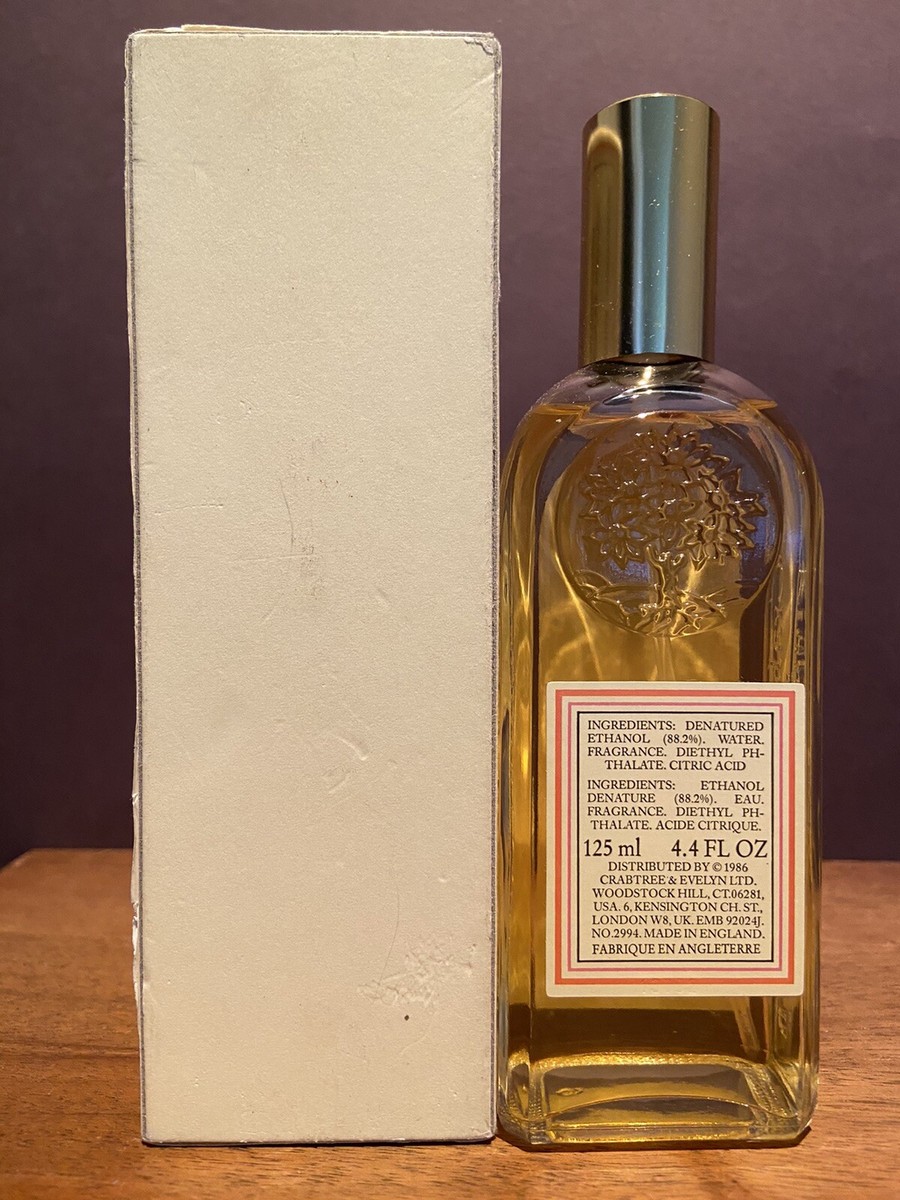 INGREDIENTS: DENATURED
ETHANOL (88.2%). WATER.
FRAGRANCE. DIETHYL PH-
THALATE. CITRIC ACID
INGREDIENTS: ETHANOL
DENATURE (88.2%). EAU.
FRAGRANCE. DIETHYL PH-
THALATE. ACIDE CITRIQUE.
125 ml 4.4 FL OZ
DISTRIBUTED BY © 1986
CRABTREE & EVELYN LTD.
WOODSTOCK HILL, CT.06281,
USA. 6, KENSINGTON CH. ST.,
LONDON W8, UK. EMB 92024J.
NO.2994. MADE IN ENGLAND.
FABRIQUE EN ANGLETERRE